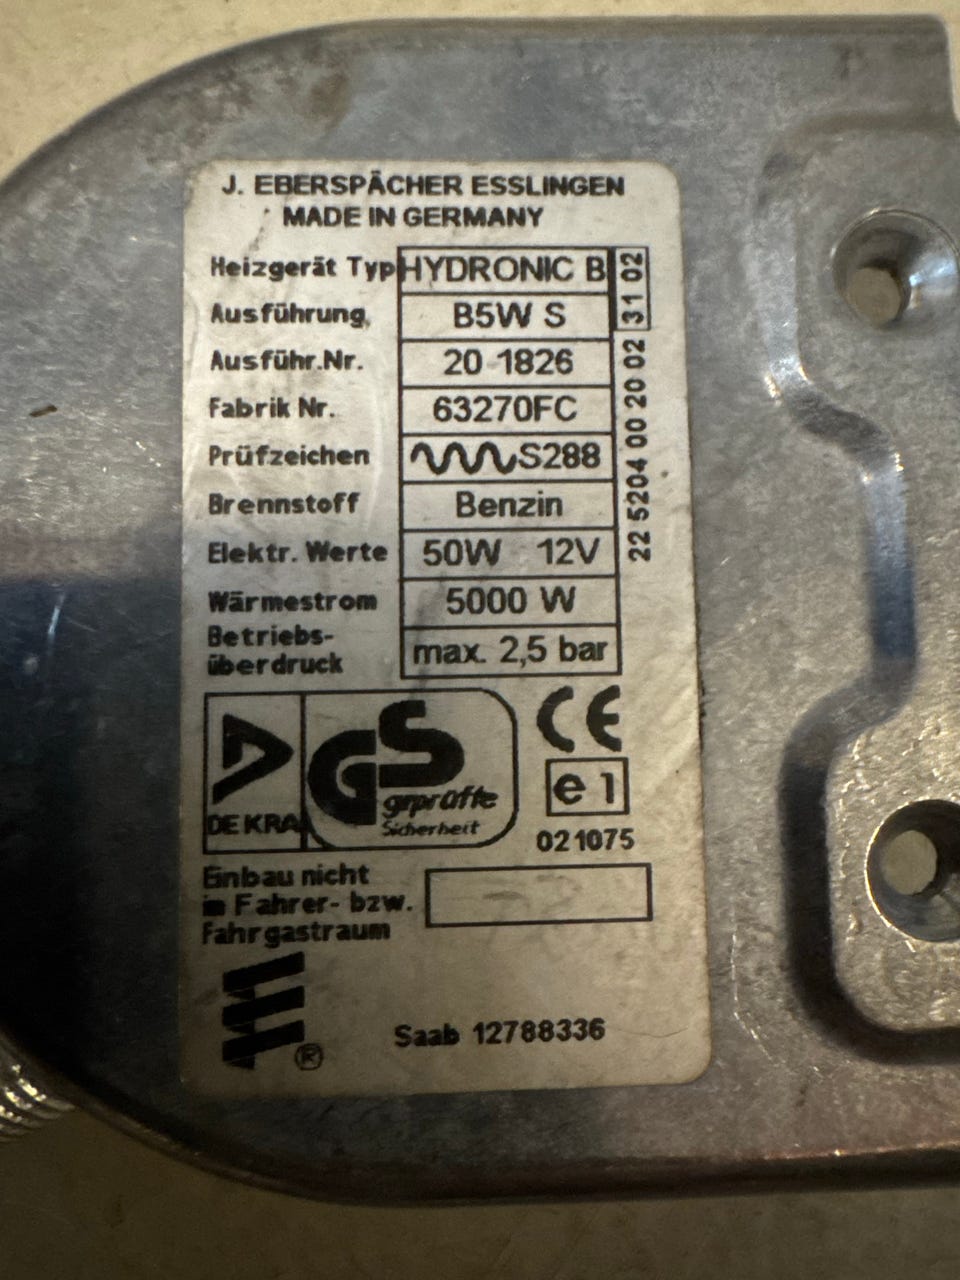 J. EBERSPÄCHER ESSLINGEN
MADE IN GERMANY
Heizgerät Typ HYDRONIC B
Ausführung B5W S
Ausführ.Nr. 20 1826
Fabrik Nr. 63270FC
Prüfzeichen S288
Brennstoff Benzin
Elektr. Werte 50W 12V
Wärmestrom 5000 W
Betriebs-
überdruck max. 2,5 bar
31 02
22 5204 00 20 02
DEKRA
GS
geprüfte
Sicherheit
CE
e1
021075
Einbau nicht
in Fahrer- bzw.
Fahrgastraum
®
Saab 12788336